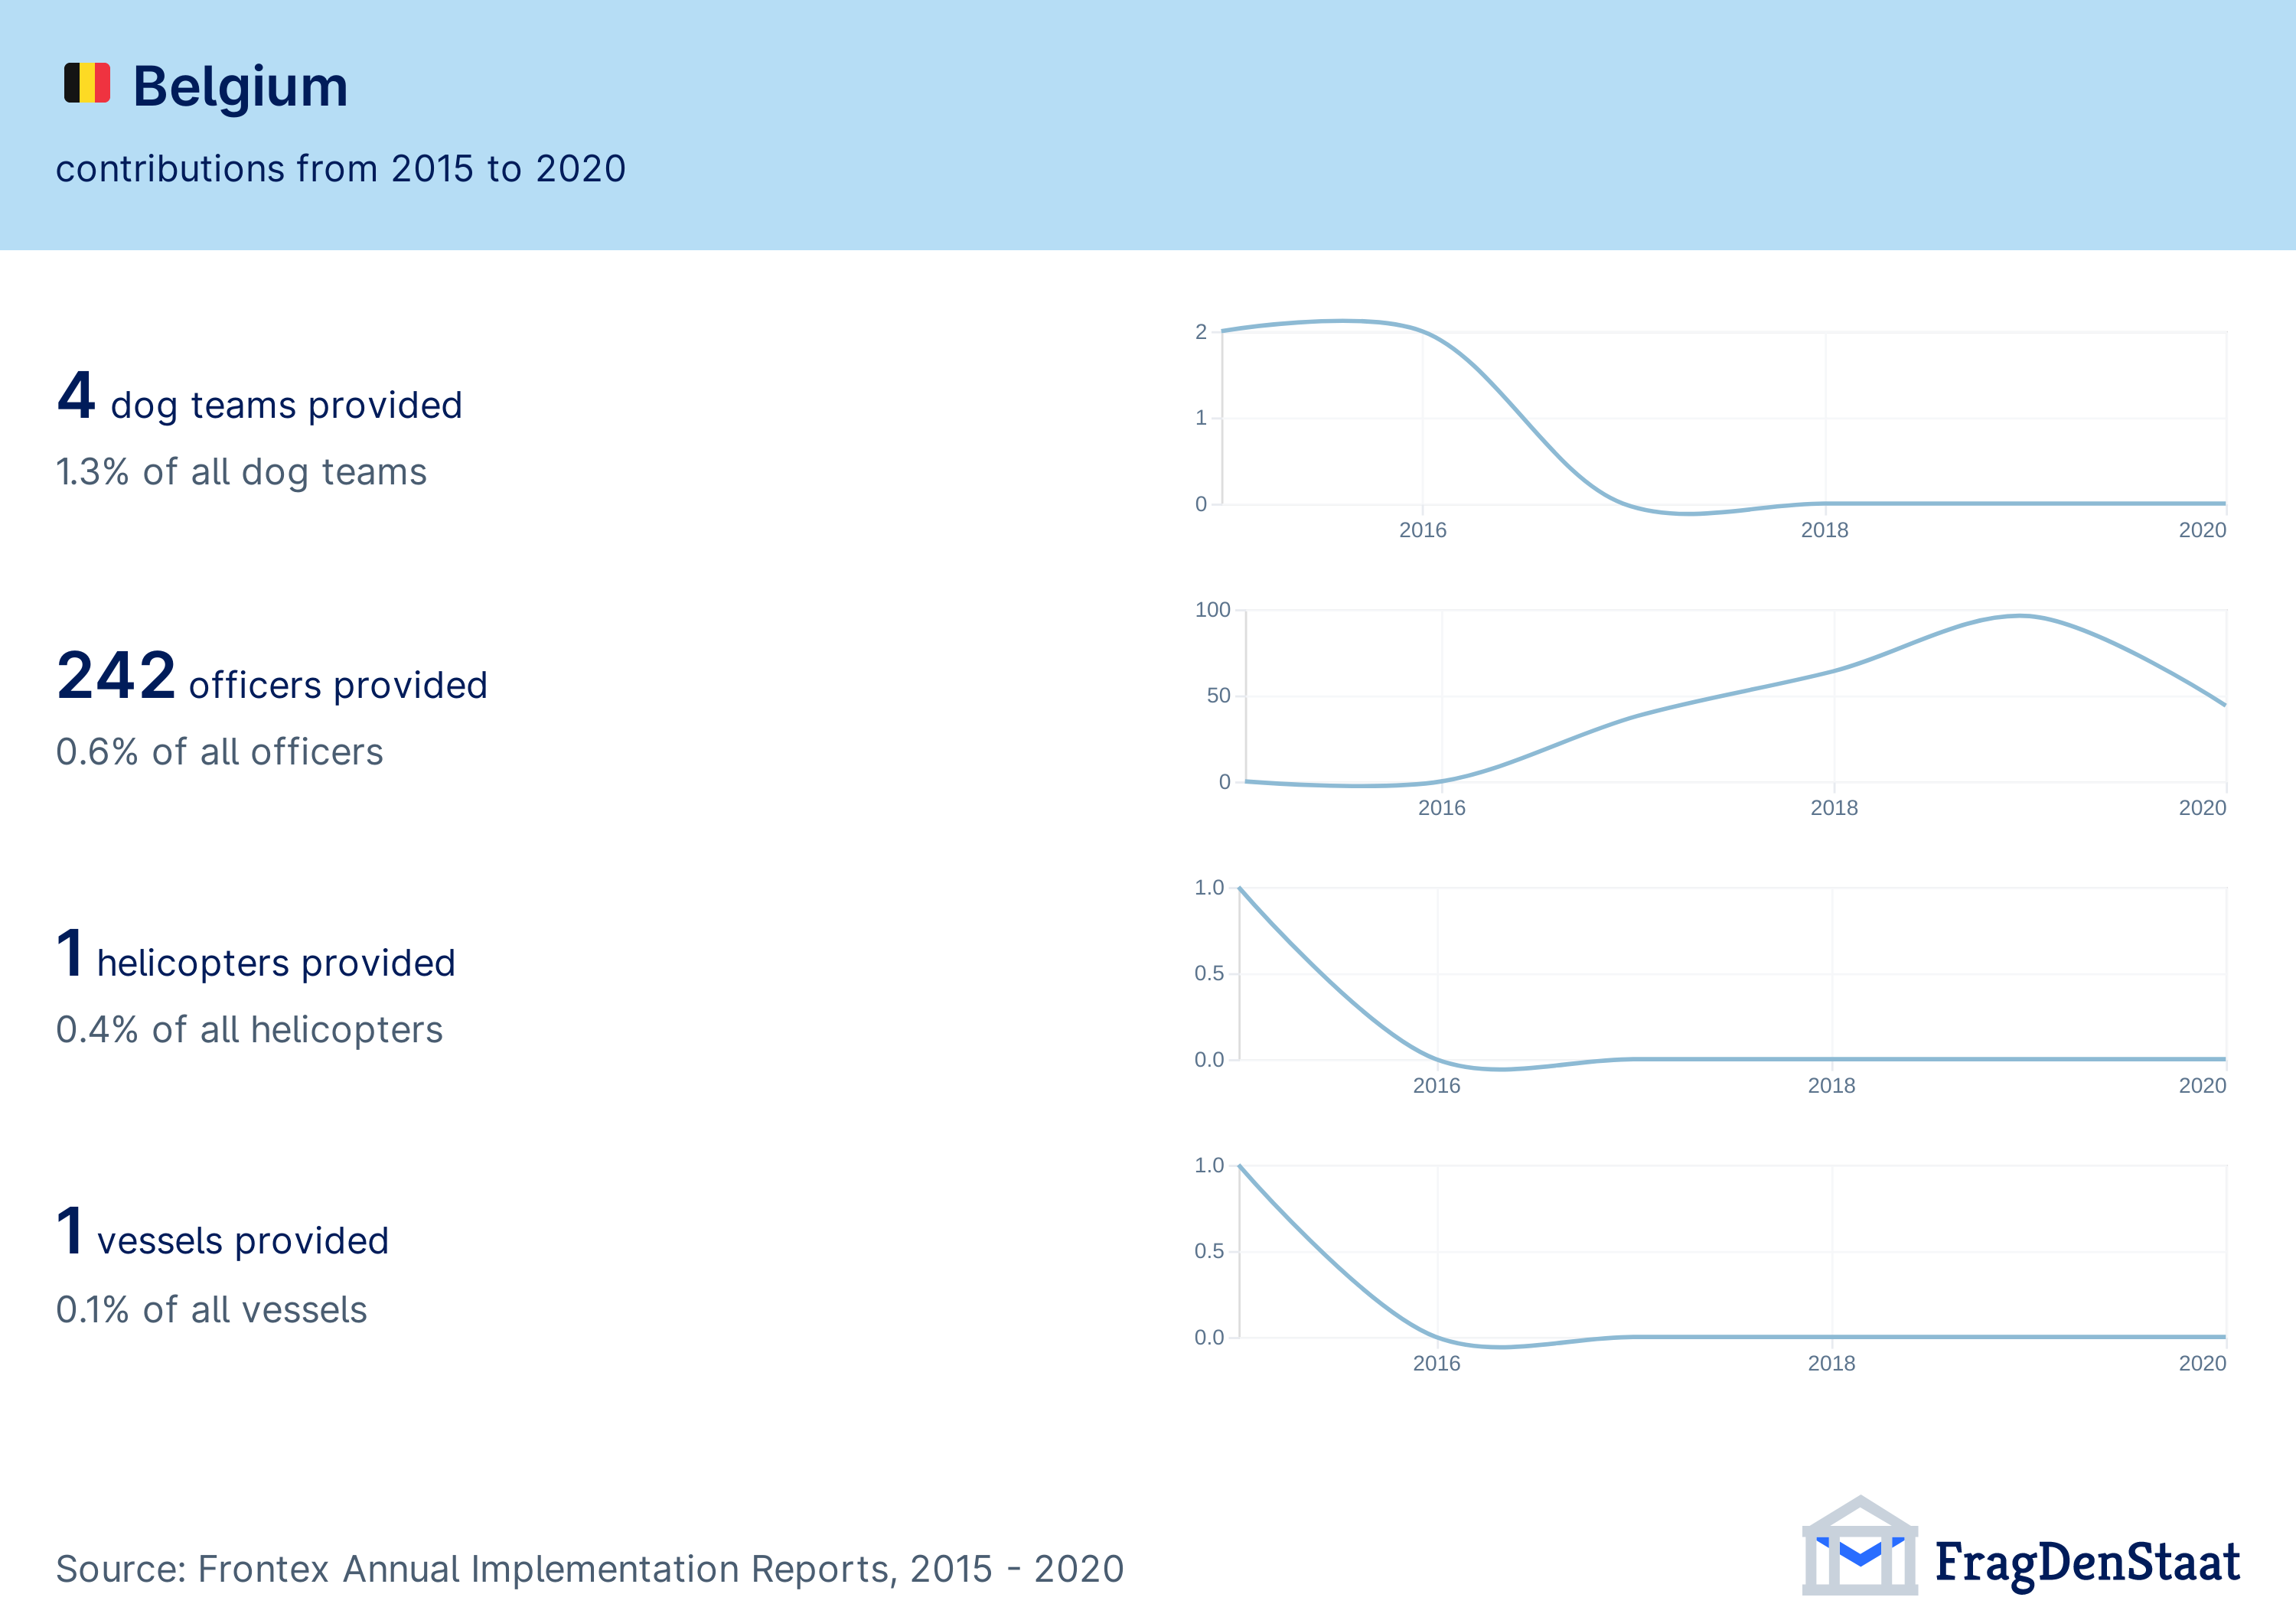 Belgium
contributions from 2015 to 2020
4 dog teams provided
1.3% of all dog teams
2
1
0
2016 2018 2020
242 officers provided
0.6% of all officers
100
50
0
2016 2018 2020
1 helicopters provided
0.4% of all helicopters
1.0
0.5
0.0
2016 2018 2020
1 vessels provided
0.1% of all vessels
1.0
0.5
0.0
2016 2018 2020
Source: Frontex Annual Implementation Reports, 2015 - 2020
FragDenStaat